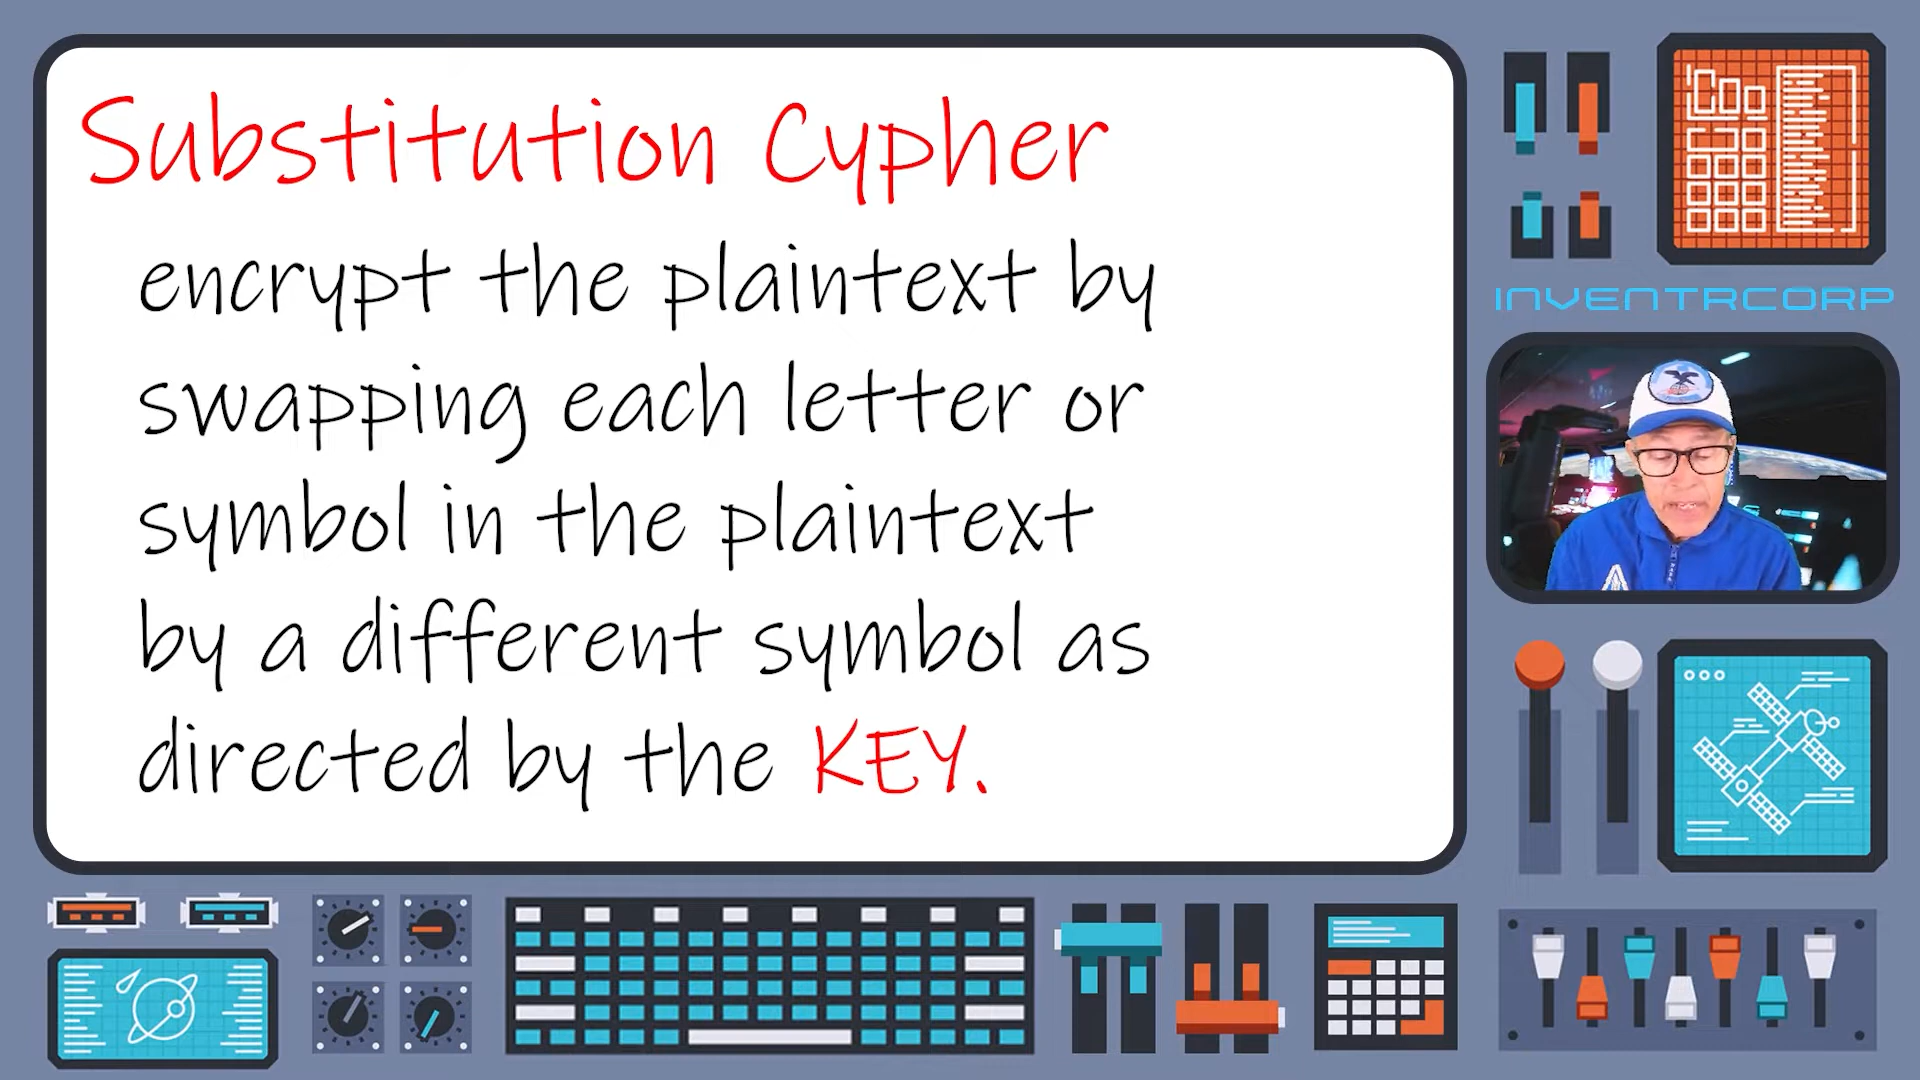 Substitution Cypher
encrypt the plaintext by
swapping each letter or
symbol in the plaintext
by a different symbol as
directed by the KEY.
INVENTRCORP